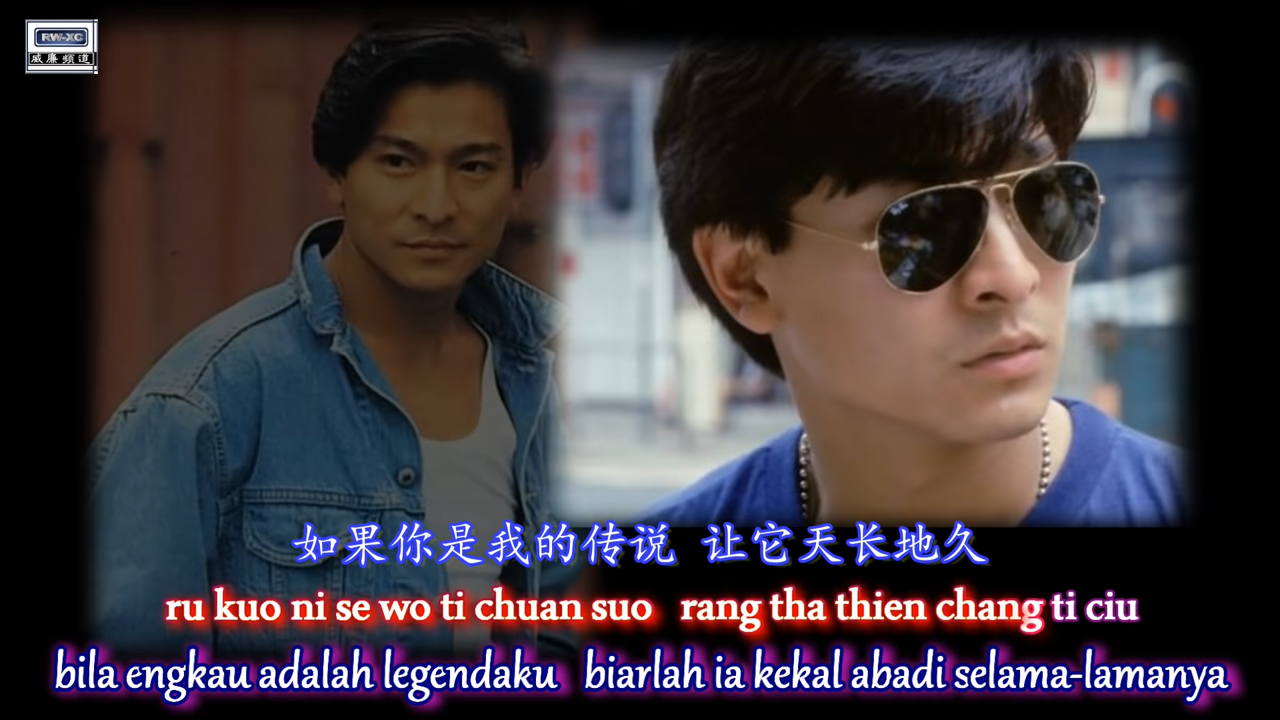 RW-XC
威廉頻道
如果你是我的传说 让它天长地久
ru kuo ni se wo ti chuan suo rang tha thien chang ti ciu
bila engkau adalah legendaku biarlah ia kekal abadi selama-lamanya